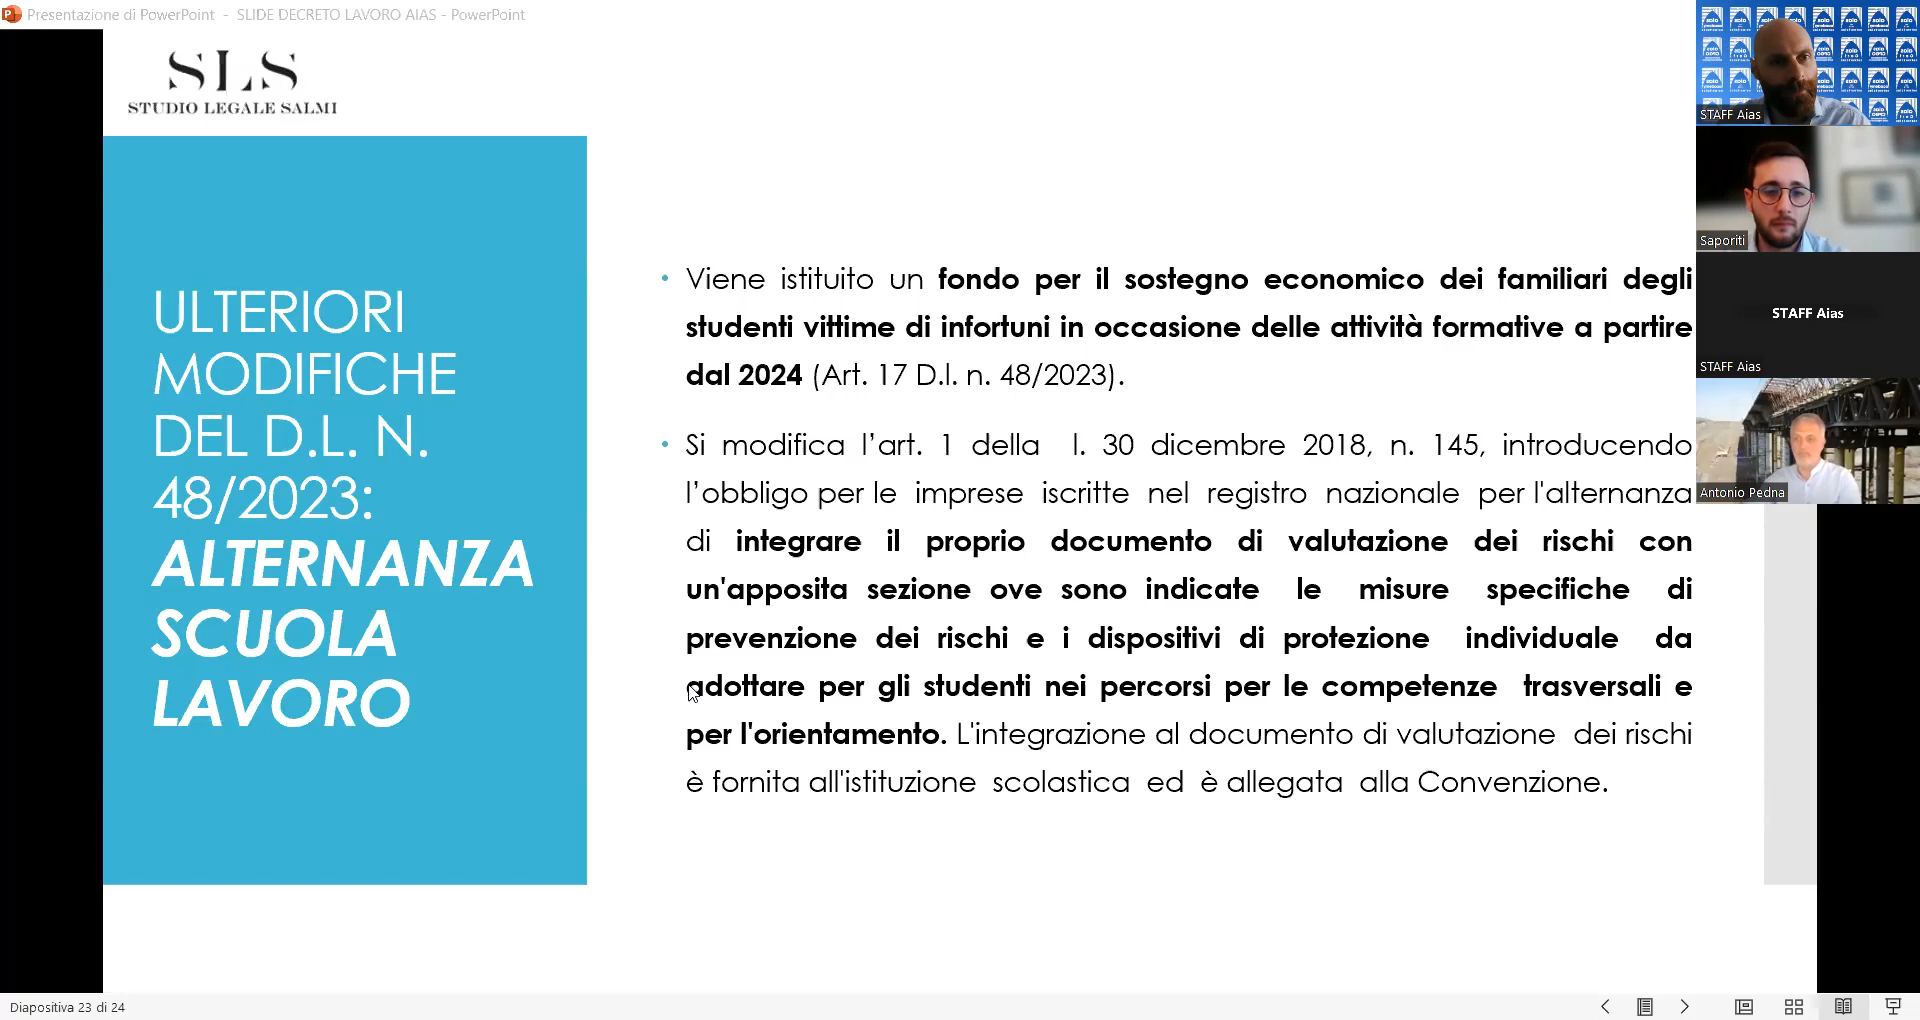 Presentazione di PowerPoint - SLIDE DECRETO LAVORO AIAS - PowerPoint
SLS
STUDIO LEGALE SALMI
ULTERIORI
MODIFICHE
DEL D.L. N.
48/2023:
ALTERNANZA
SCUOLA
LAVORO
• Viene istituito un fondo per il sostegno economico dei familiari degli
studenti vittime di infortuni in occasione delle attività formative a partire
dal 2024 (Art. 17 D.l. n. 48/2023).
• Si modifica l’art. 1 della l. 30 dicembre 2018, n. 145, introducendo
l’obbligo per le imprese iscritte nel registro nazionale per l'alternanza
di integrare il proprio documento di valutazione dei rischi con
un'apposita sezione ove sono indicate le misure specifiche di
prevenzione dei rischi e i dispositivi di protezione individuale da
adottare per gli studenti nei percorsi per le competenze trasversali e
per l'orientamento. L'integrazione al documento di valutazione dei rischi
è fornita all'istituzione scolastica ed è allegata alla Convenzione.
STAFF Aias
Saporiti
STAFF Aias
STAFF Aias
Antonio Pedna
Diapositiva 23 di 24